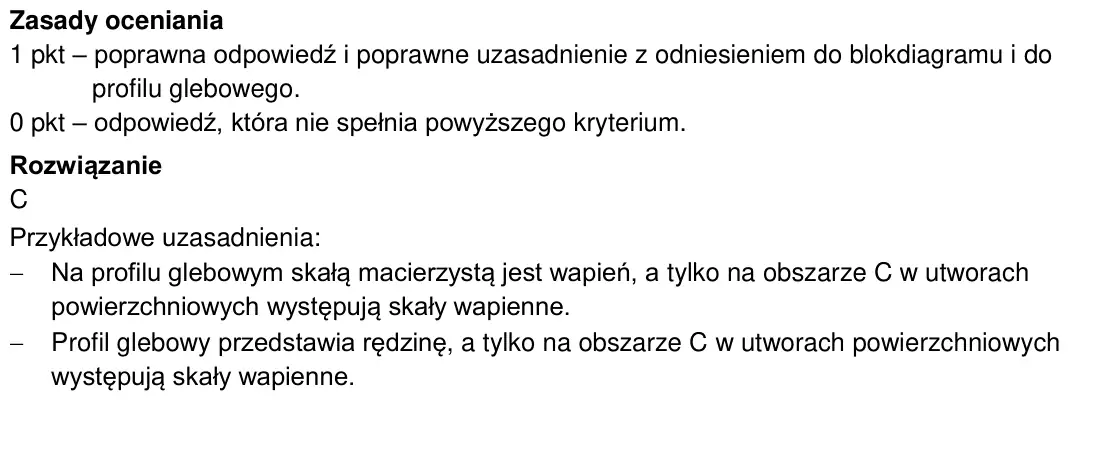 Zasady oceniania
1 pkt – poprawna odpowiedź i poprawne uzasadnienie z odniesieniem do blokdiagramu i do
profilu glebowego.
0 pkt – odpowiedź, która nie spełnia powyższego kryterium.
Rozwiązanie
C
Przykładowe uzasadnienia:
– Na profilu glebowym skałą macierzystą jest wapień, a tylko na obszarze C w utworach
powierzchniowych występują skały wapienne.
– Profil glebowy przedstawia rędzinę, a tylko na obszarze C w utworach powierzchniowych
występują skały wapienne.